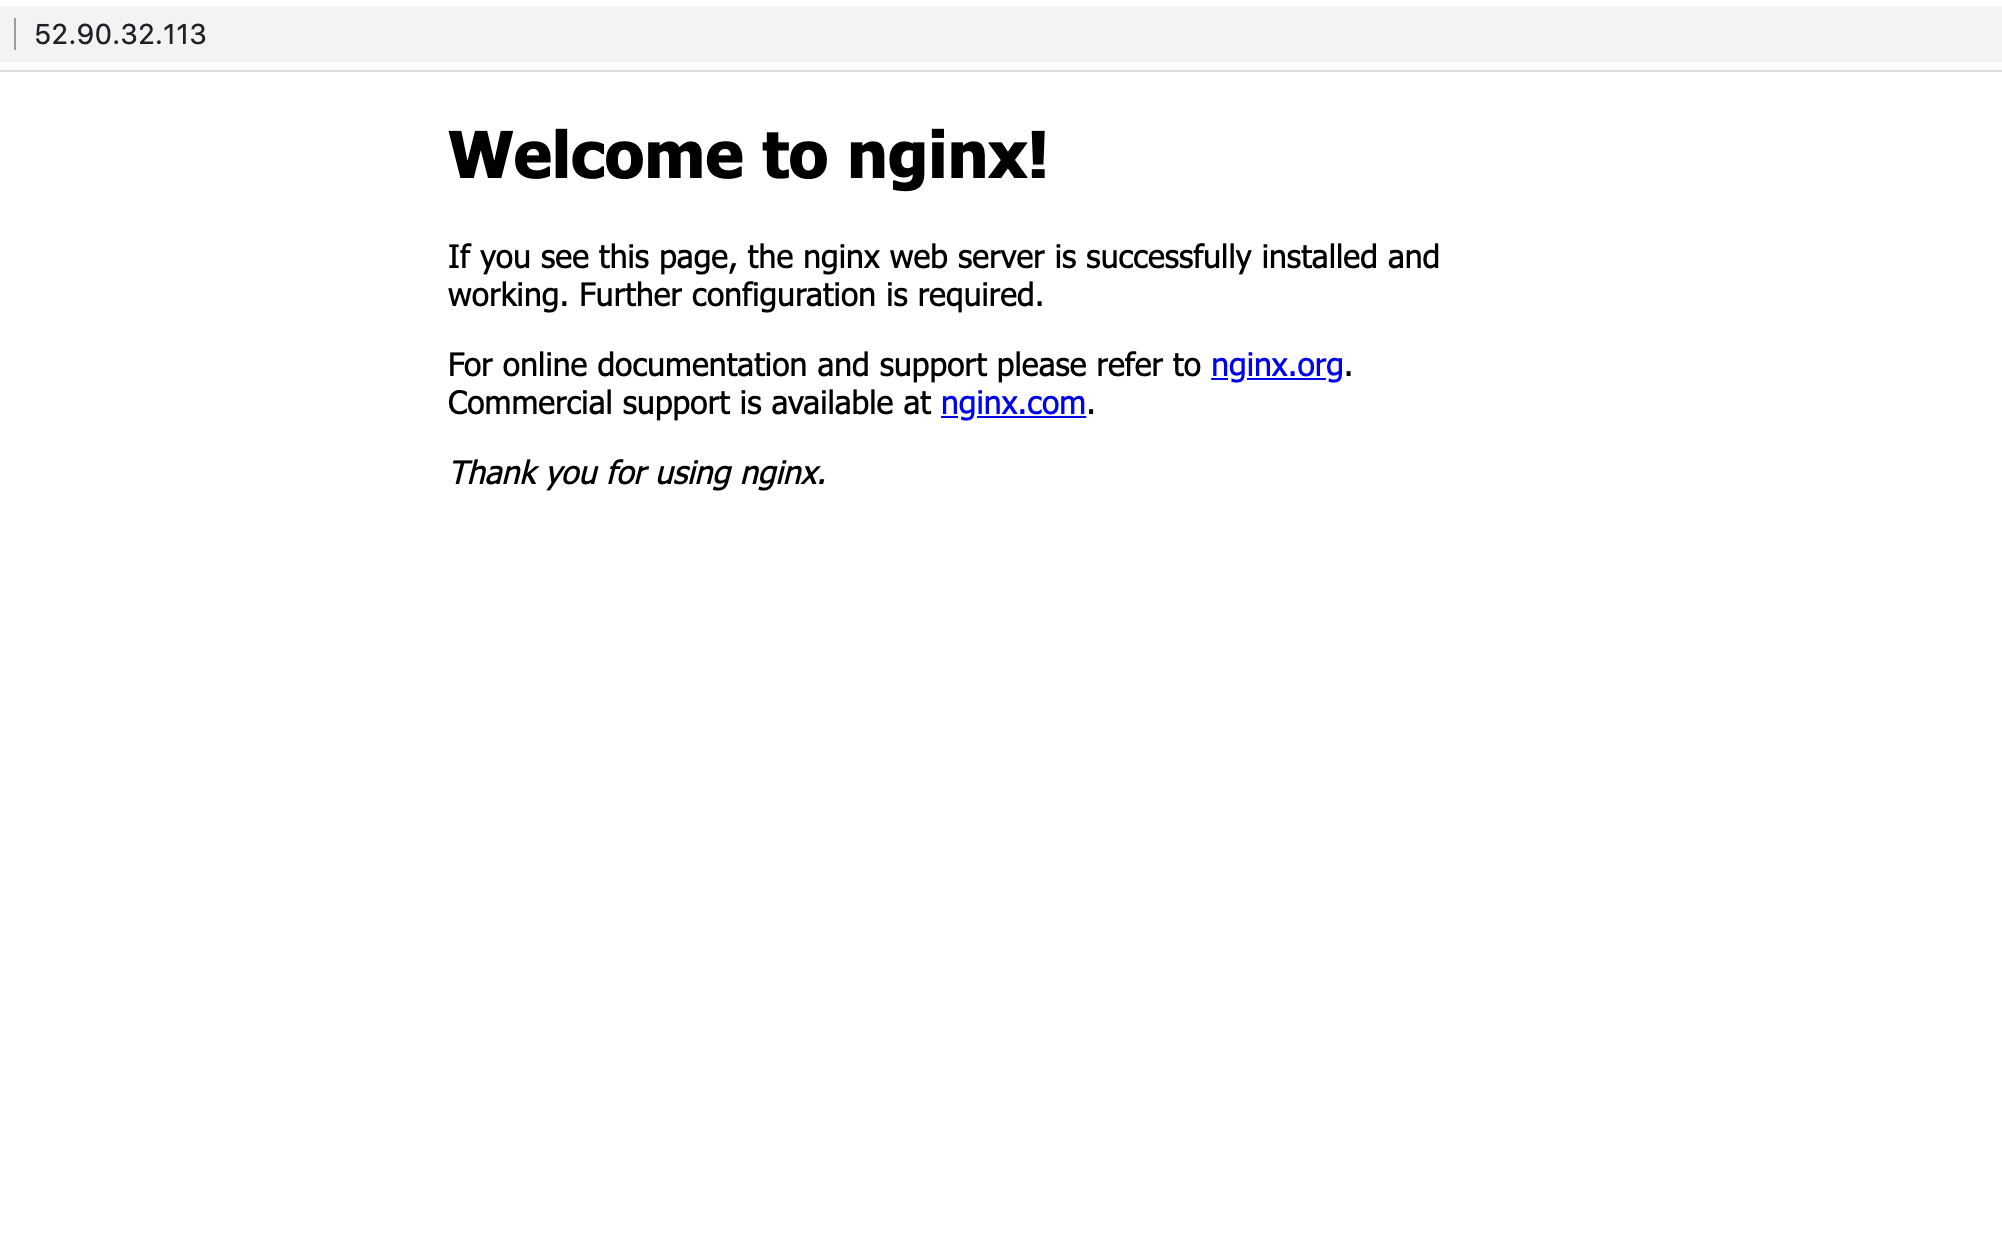 52.90.32.113
Welcome to nginx!
If you see this page, the nginx web server is successfully installed and
working. Further configuration is required.
For online documentation and support please refer to nginx.org.
Commercial support is available at nginx.com.
Thank you for using nginx.